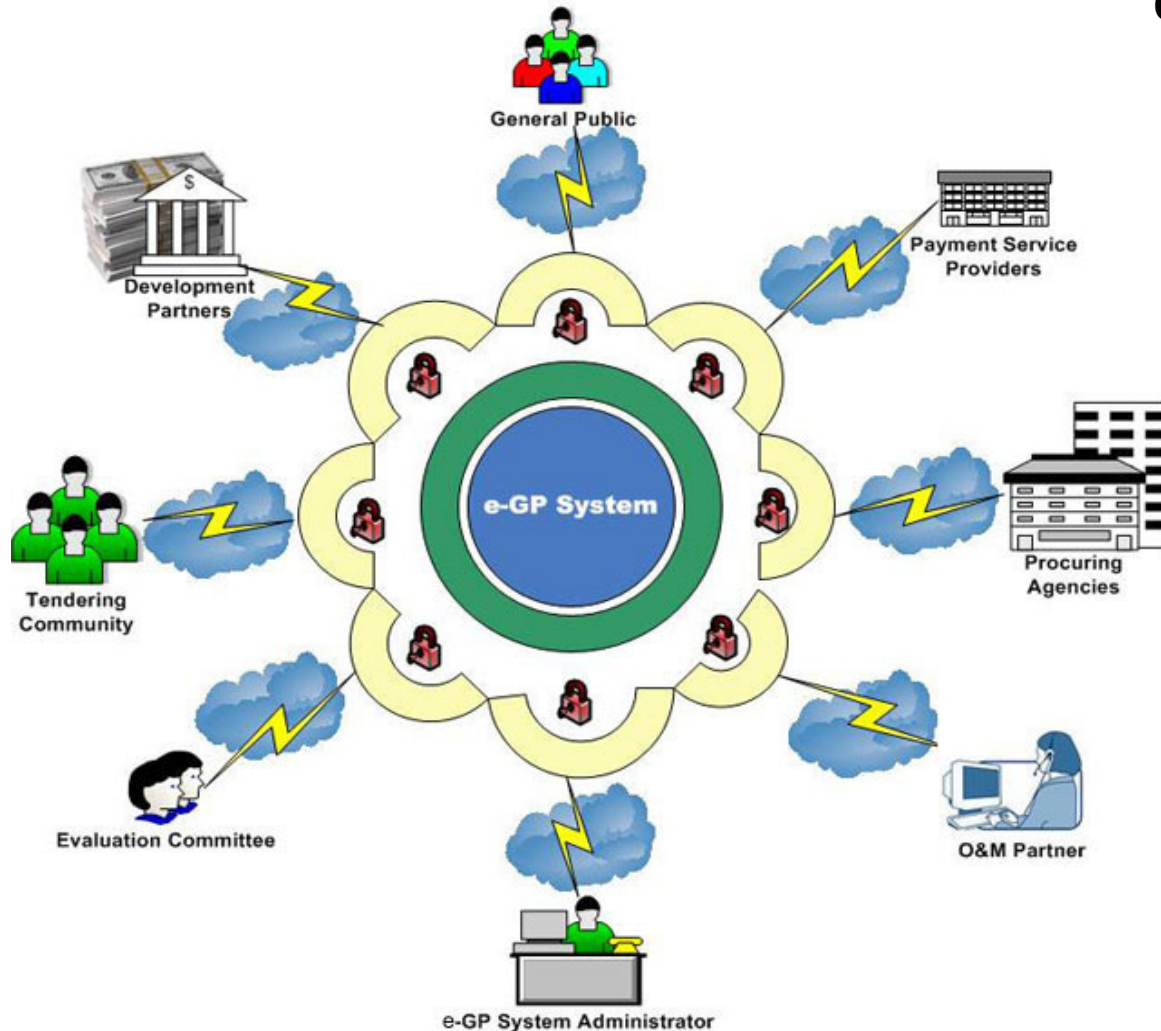 General Public
$
Development
Partners
Payment Service
Providers
e-GP System
Procuring
Agencies
Tendering
Community
Evaluation Committee
O&M Partner
e-GP System Administrator